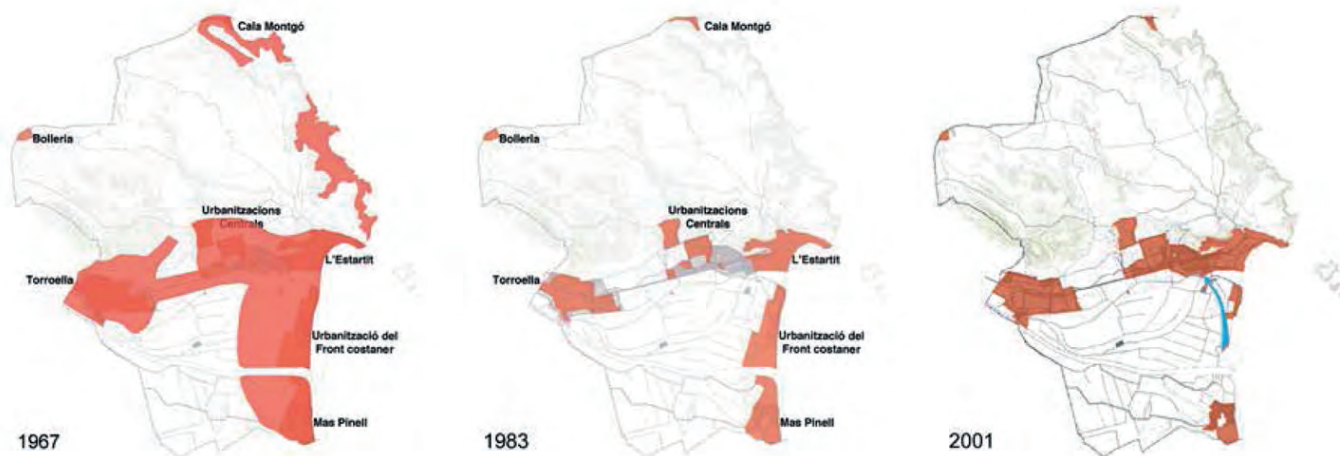 Cala Montgó
Bolleria
Urbanitzacions
Centrals
Torroella
L'Estartit
Urbanització del
Front costaner
Mas Pinell
1967
Cala Montgó
Bolleria
Urbanitzacions
Centrals
Torroella
L'Estartit
Urbanització del
Front costaner
Mas Pinell
1983
2001